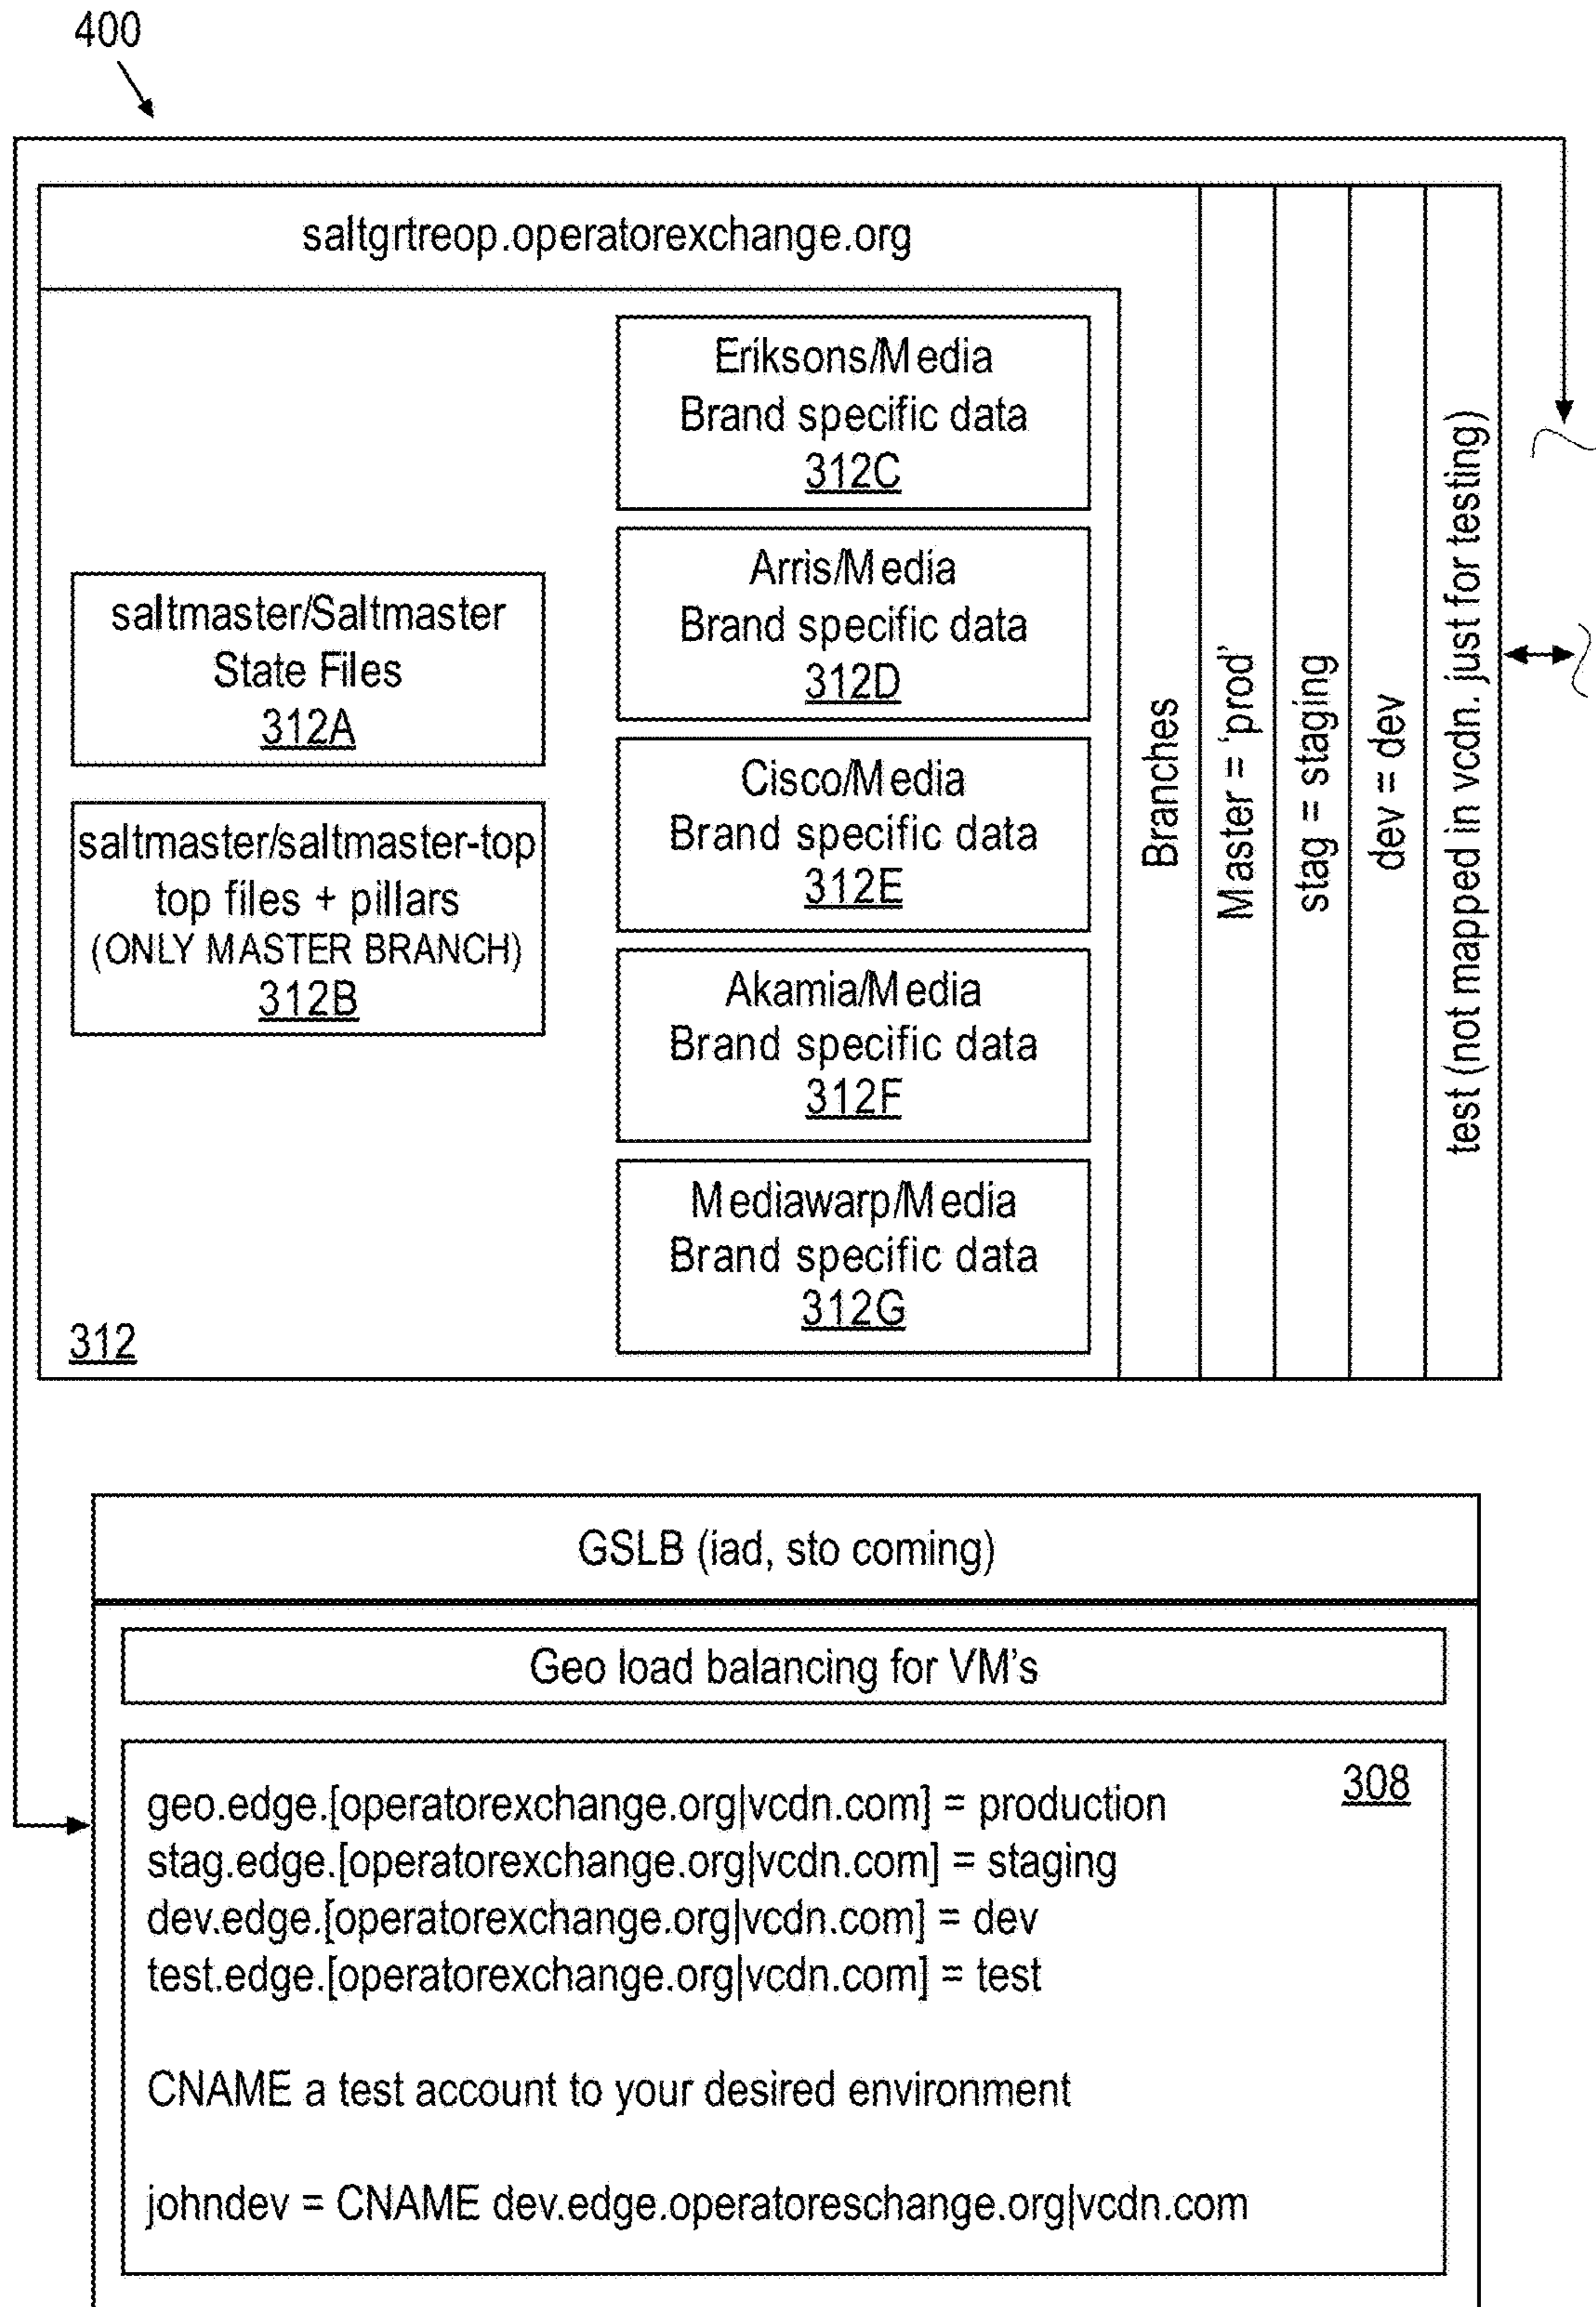 400
saltgrtreop.operatorexchange.org
saltmaster/Saltmaster
State Files
312A
saltmaster/saltmaster-top
top files + pillars
(ONLY MASTER BRANCH)
312B
Eriksons/Media
Brand specific data
312C
Arris/Media
Brand specific data
312D
Cisco/Media
Brand specific data
312E
Akamia/Media
Brand specific data
312F
Mediawarp/Media
Brand specific data
312G
312
Branches
Master = ‘prod’
stag = staging
dev = dev
test (not mapped in vcdn. just for testing)
GSLB (iad, sto coming)
Geo load balancing for VM’s
308
geo.edge.[operatorexchange.org|vcdn.com] = production
stag.edge.[operatorexchange.org|vcdn.com] = staging
dev.edge.[operatorexchange.org|vcdn.com] = dev
test.edge.[operatorexchange.org|vcdn.com] = test
CNAME a test account to your desired environment
johndev = CNAME dev.edge.operatoreschange.org|vcdn.com